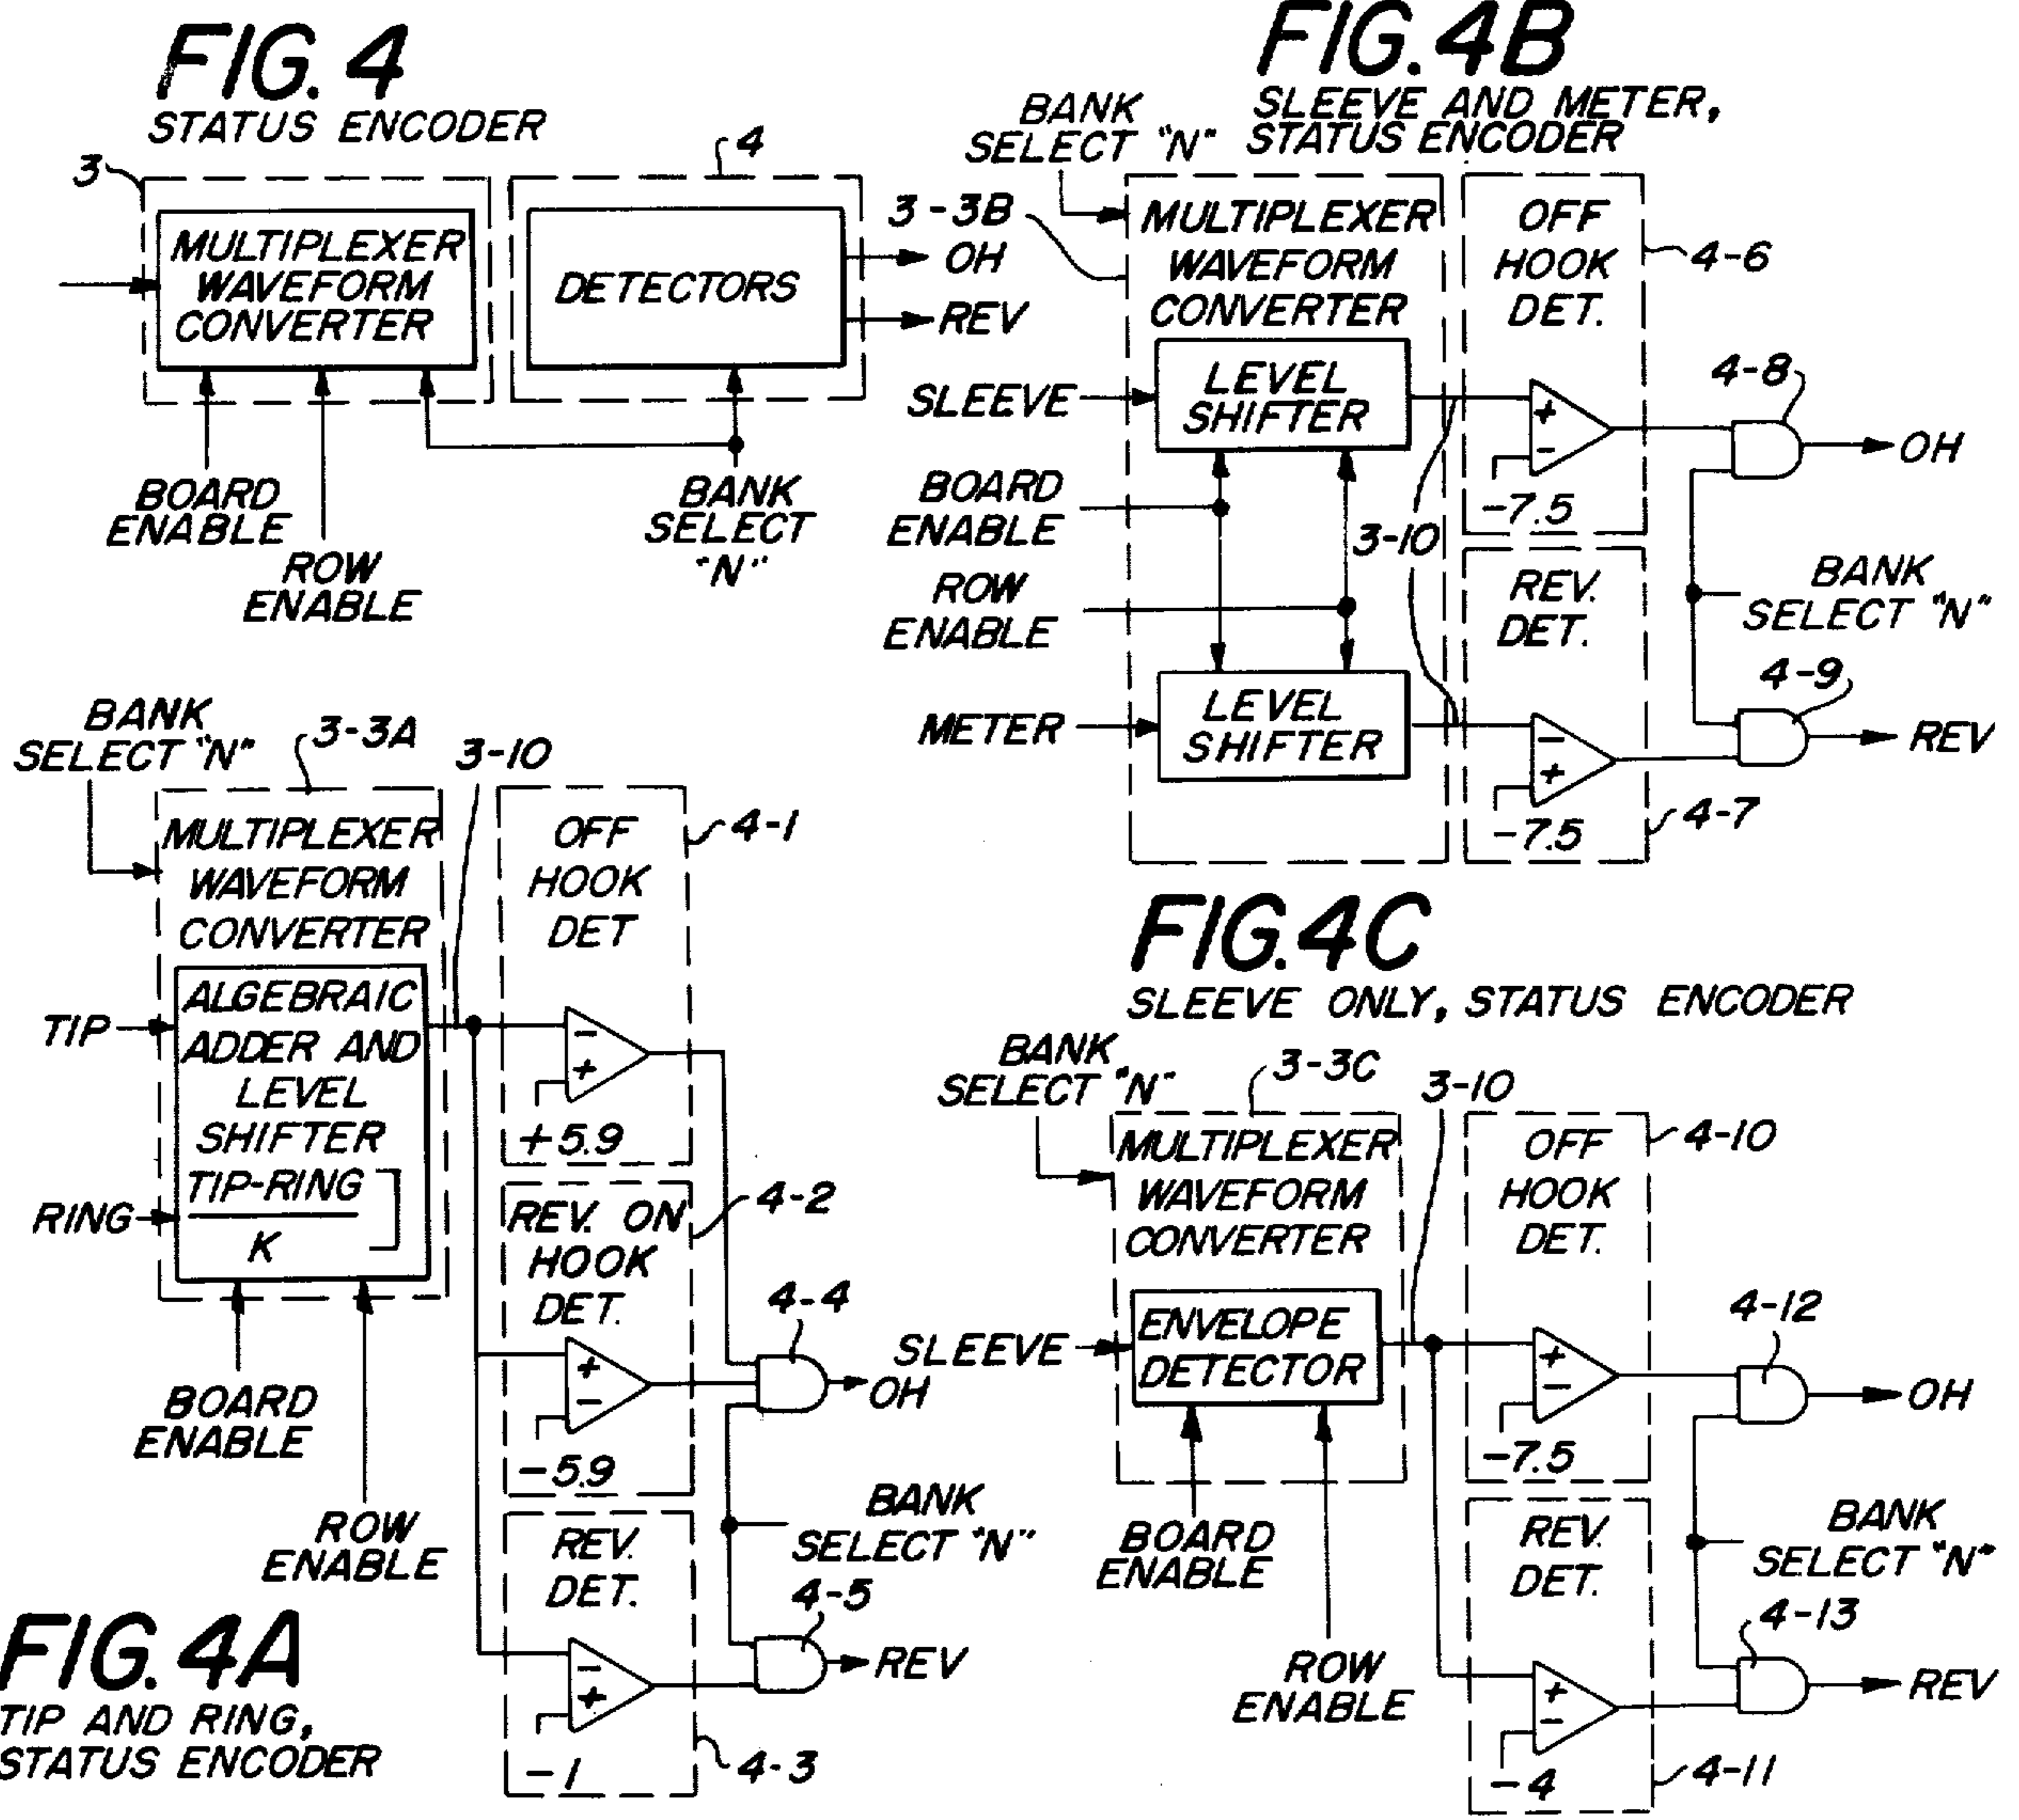 FIG. 4
STATUS ENCODER
3
4
MULTIPLEXER
WAVEFORM
CONVERTER
DETECTORS
OH
REV
BOARD
ENABLE
ROW
ENABLE
BANK
SELECT
"N"
FIG. 4B
SLEEVE AND METER,
STATUS ENCODER
BANK
SELECT "N"
3-3B
MULTIPLEXER
WAVEFORM
CONVERTER
OFF
HOOK
DET.
4-6
SLEEVE
LEVEL
SHIFTER
+
-
-7.5
4-8
OH
BOARD
ENABLE
3-10
ROW
ENABLE
REV.
DET.
BANK
SELECT "N"
METER
LEVEL
SHIFTER
-
+
-7.5
4-9
REV
4-7
BANK
SELECT "N"
3-3A
3-10
MULTIPLEXER
WAVEFORM
CONVERTER
OFF
HOOK
DET
4-1
TIP
ALGEBRAIC
ADDER AND
LEVEL
SHIFTER
TIP-RING
K
RING
-
+
+5.9
REV. ON
HOOK
DET.
4-2
+
-
-5.9
4-4
OH
BOARD
ENABLE
ROW
ENABLE
BANK
SELECT "N"
REV.
DET.
4-5
-
+
-1
REV
4-3
FIG. 4A
TIP AND RING,
STATUS ENCODER
FIG. 4C
SLEEVE ONLY, STATUS ENCODER
BANK
SELECT "N"
3-3C
3-10
MULTIPLEXER
WAVEFORM
CONVERTER
OFF
HOOK
DET.
4-10
SLEEVE
ENVELOPE
DETECTOR
+
-
-7.5
4-12
OH
BOARD
ENABLE
ROW
ENABLE
REV.
DET.
BANK
SELECT "N"
4-13
+
-
-4
REV
4-11